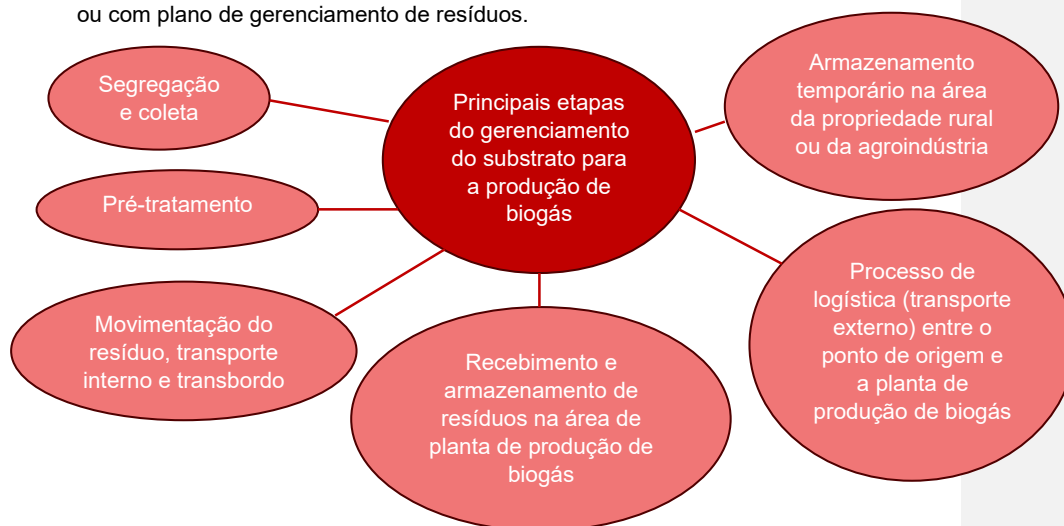 ou com plano de gerenciamento de resíduos.
Segregação
e coleta
Pré-tratamento
Movimentação do
resíduo, transporte
interno e transbordo
Principais etapas
do gerenciamento
do substrato para
a produção de
biogás
Recebimento e
armazenamento de
resíduos na área de
planta de produção de
biogás
Armazenamento
temporário na área
da propriedade rural
ou da agroindústria
Processo de
logística (transporte
externo) entre o
ponto de origem e
a planta de
produção de biogás